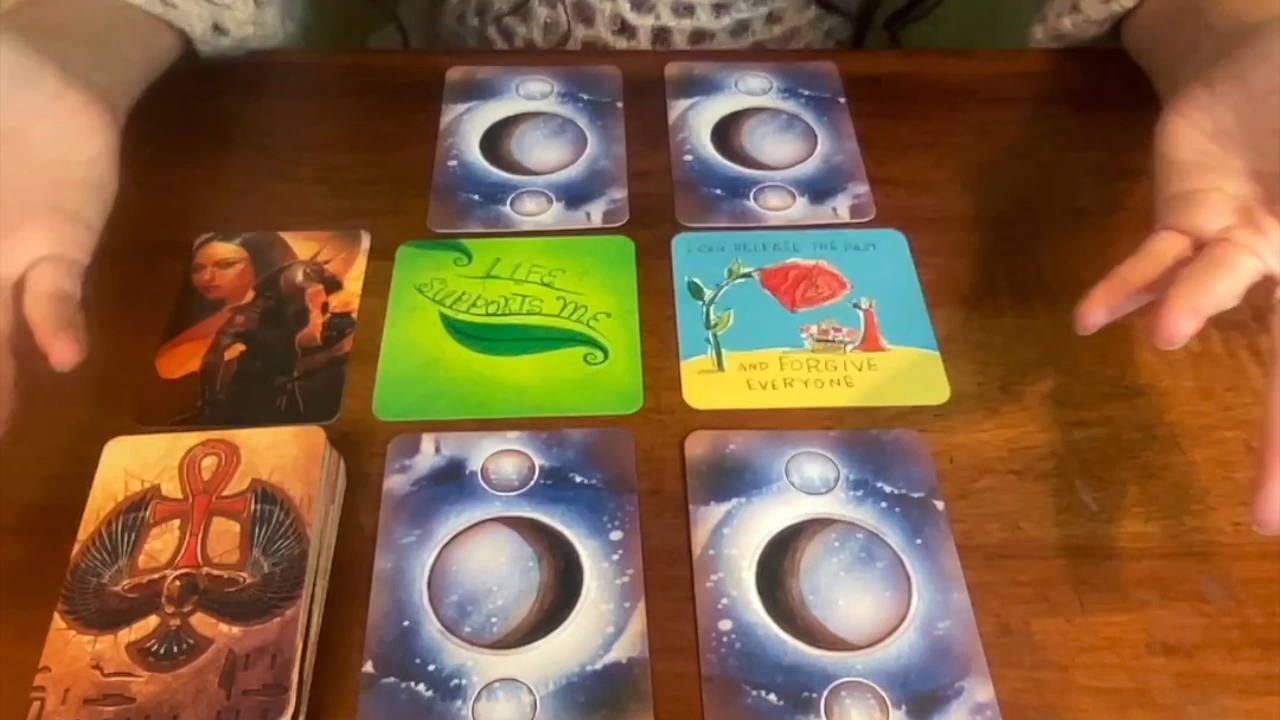 LIFE
SUPPORTS ME
I CAN RELEASE THE PAST
AND FORGIVE
EVERYONE